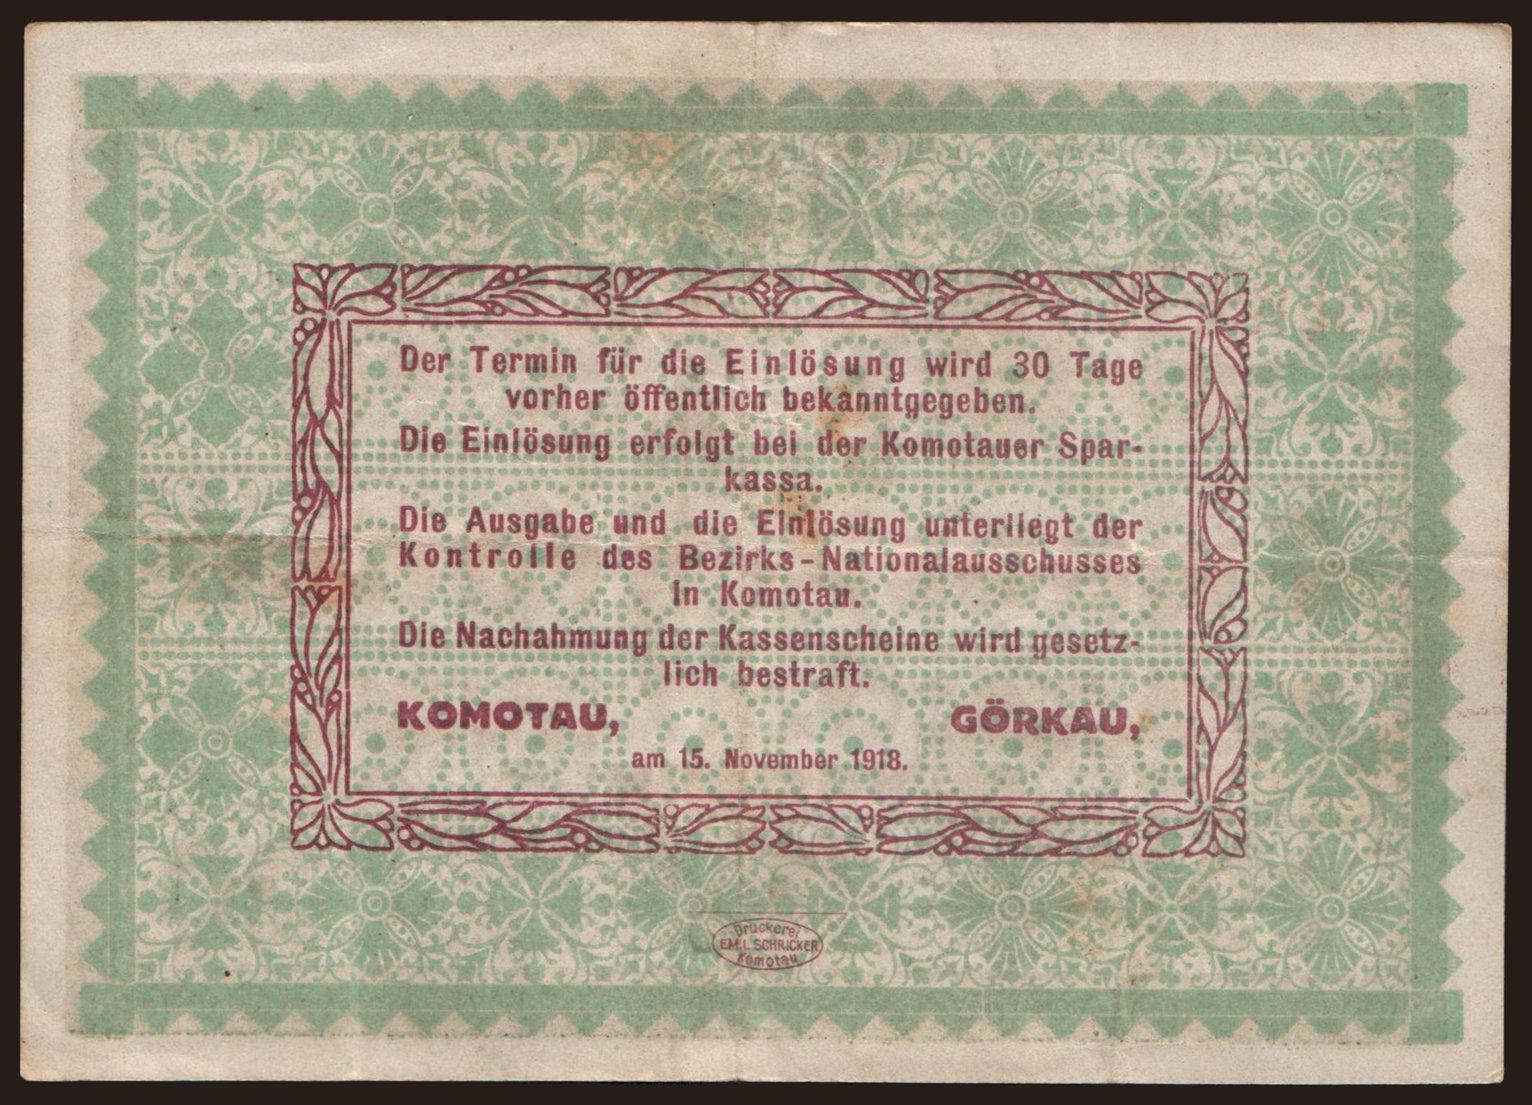 Der Termin für die Einlösung wird 30 Tage
vorher öffentlich bekanntgegeben.
Die Einlösung erfolgt bei der Komotauer Spar-
kassa.
Die Ausgabe und die Einlösung unterliegt der
Kontrolle des Bezirks-Nationalausschusses
in Komotau.
Die Nachahmung der Kassenscheine wird gesetz-
lich bestraft.
KOMOTAU, GÖRKAU,
am 15. November 1918.
Druckerei
EMIL SCHRICKER
Komotau